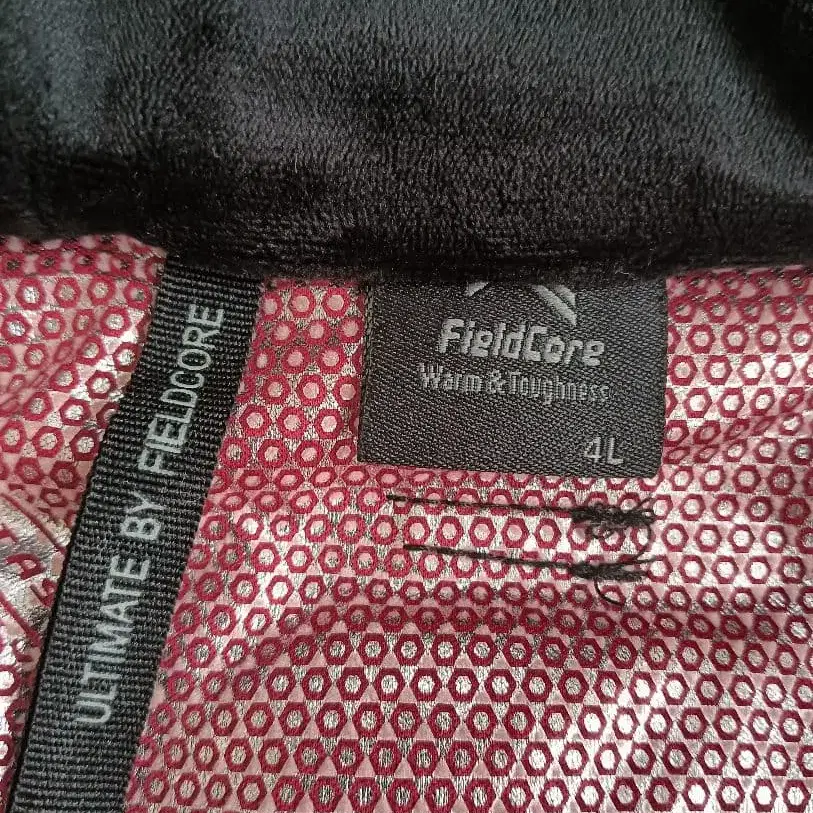 FieldCore
Warm & Toughness
4L
ULTIMATE BY FIELDCORE